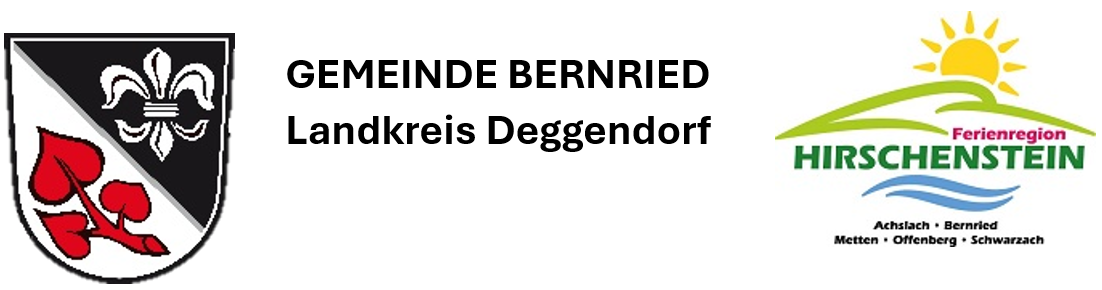 GEMEINDE BERNRIED
Landkreis Deggendorf
Ferienregion
HIRSCHENSTEIN
Achslach • Bernried
Metten • Offenberg • Schwarzach